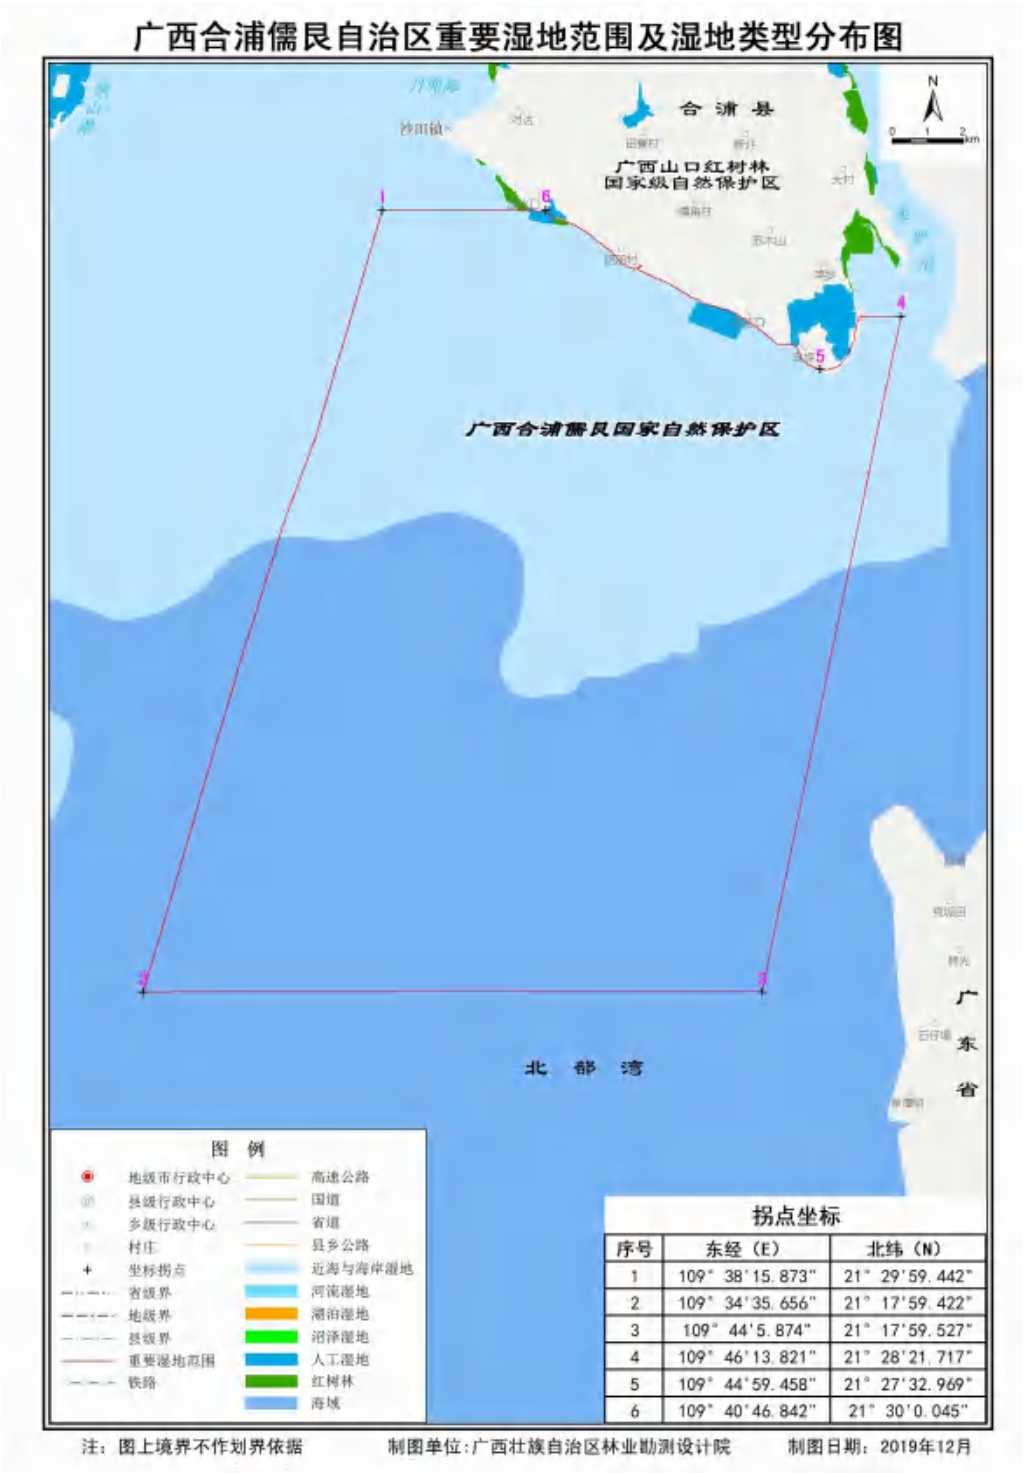 广西合浦儒艮自治区重要湿地范围及湿地类型分布图
丹兜海
沙田镇
对达
合浦县
N
0 1 2 km
广西山口红树林
国家级自然保护区
大村
1
6
4
5
广西合浦儒艮国家自然保护区
2
3
广东省
北部湾
图 例
地级市行政中心 高速公路
县级行政中心 国道
乡级行政中心 省道
村庄 县乡公路
坐标拐点 近海与海岸湿地
省级界 河流湿地
地级界 湖泊湿地
县级界 沼泽湿地
重要湿地范围 人工湿地
铁路 红树林
海域
拐点坐标
序号 东经（E） 北纬（N）
1 109° 38'15.873" 21° 29'59.442"
2 109° 34'35.656" 21° 17'59.422"
3 109° 44'5.874" 21° 17'59.527"
4 109° 46'13.821" 21° 28'21.717"
5 109° 44'59.458" 21° 27'32.969"
6 109° 40'46.842" 21° 30'0.045"
注：图上境界不作划界依据 制图单位:广西壮族自治区林业勘测设计院 制图日期：2019年12月